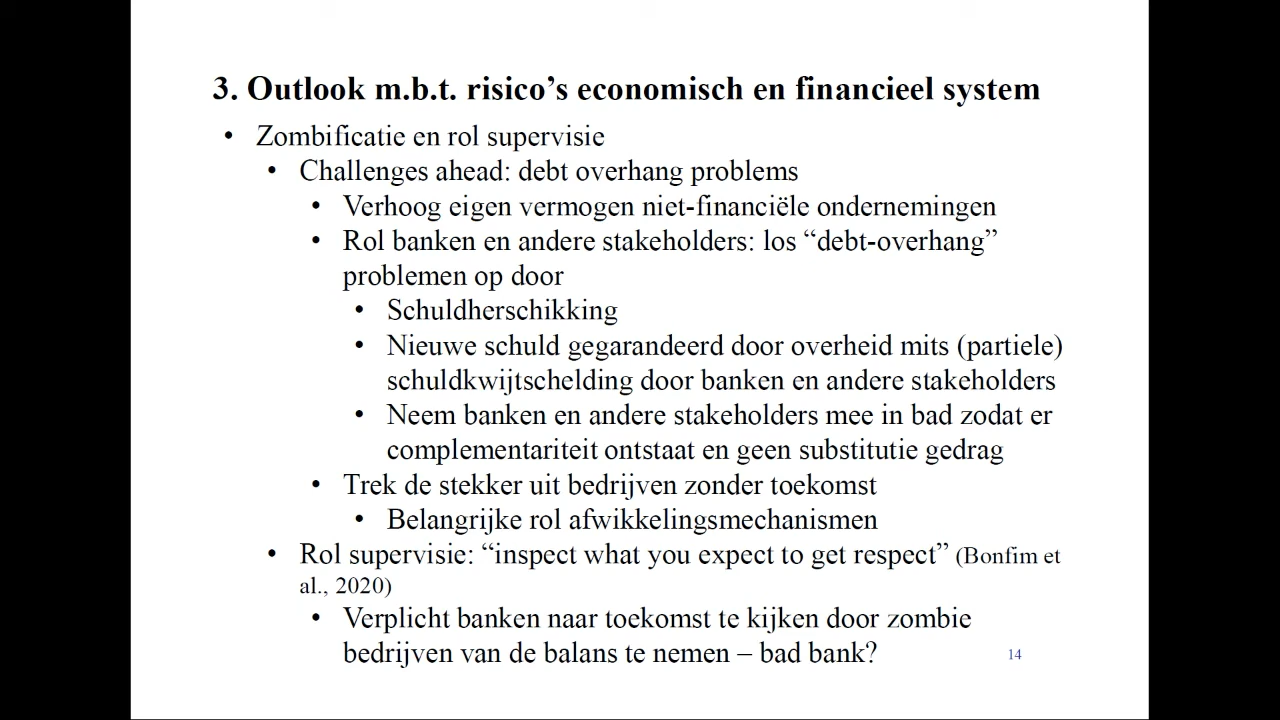 3. Outlook m.b.t. risico’s economisch en financieel system
• Zombificatie en rol supervisie
• Challenges ahead: debt overhang problems
• Verhoog eigen vermogen niet-financiële ondernemingen
• Rol banken en andere stakeholders: los “debt-overhang”
problemen op door
• Schuldherschikking
• Nieuwe schuld gegarandeerd door overheid mits (partiele)
schuldkwijtschelding door banken en andere stakeholders
• Neem banken en andere stakeholders mee in bad zodat er
complementariteit ontstaat en geen substitutie gedrag
• Trek de stekker uit bedrijven zonder toekomst
• Belangrijke rol afwikkelingsmechanismen
• Rol supervisie: “inspect what you expect to get respect” (Bonfim et
al., 2020)
• Verplicht banken naar toekomst te kijken door zombie
bedrijven van de balans te nemen – bad bank?
14